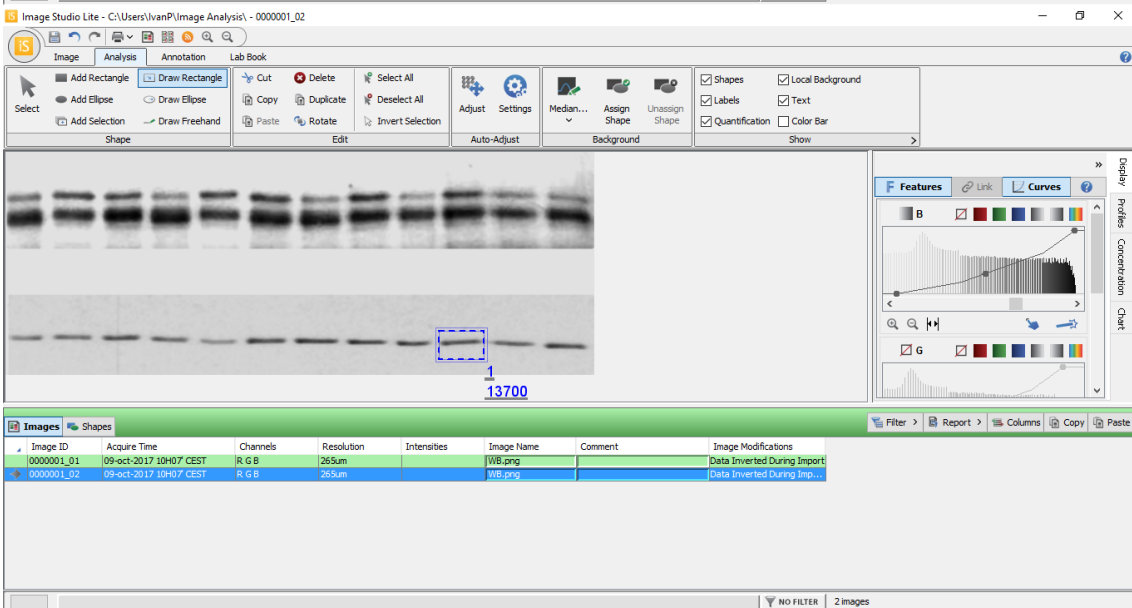 Image Studio Lite - C:\Users\IvanP\Image Analysis\ - 0000001_02
iS
Image Analysis Annotation Lab Book
Select
Add Rectangle
Add Ellipse
Add Selection
Draw Rectangle
Draw Ellipse
Draw Freehand
Shape
Cut
Copy
Paste
Delete
Duplicate
Rotate
Select All
Deselect All
Invert Selection
Edit
Adjust
Settings
Auto-Adjust
Median...
Assign Shape
Unassign Shape
Background
Shapes
Labels
Quantification
Local Background
Text
Color Bar
Show
1
13700
Features Link Curves
B
G
Display
Profiles
Concentration
Chart
Images Shapes
Filter Report Columns Copy Paste
Image ID Acquire Time Channels Resolution Intensities Image Name Comment Image Modifications
0000001_01 09-oct-2017 10H07' CEST R G B 265um WB.png Data Inverted During Import
0000001_02 09-oct-2017 10H07' CEST R G B 265um WB.png Data Inverted During Imp...
NO FILTER 2 images